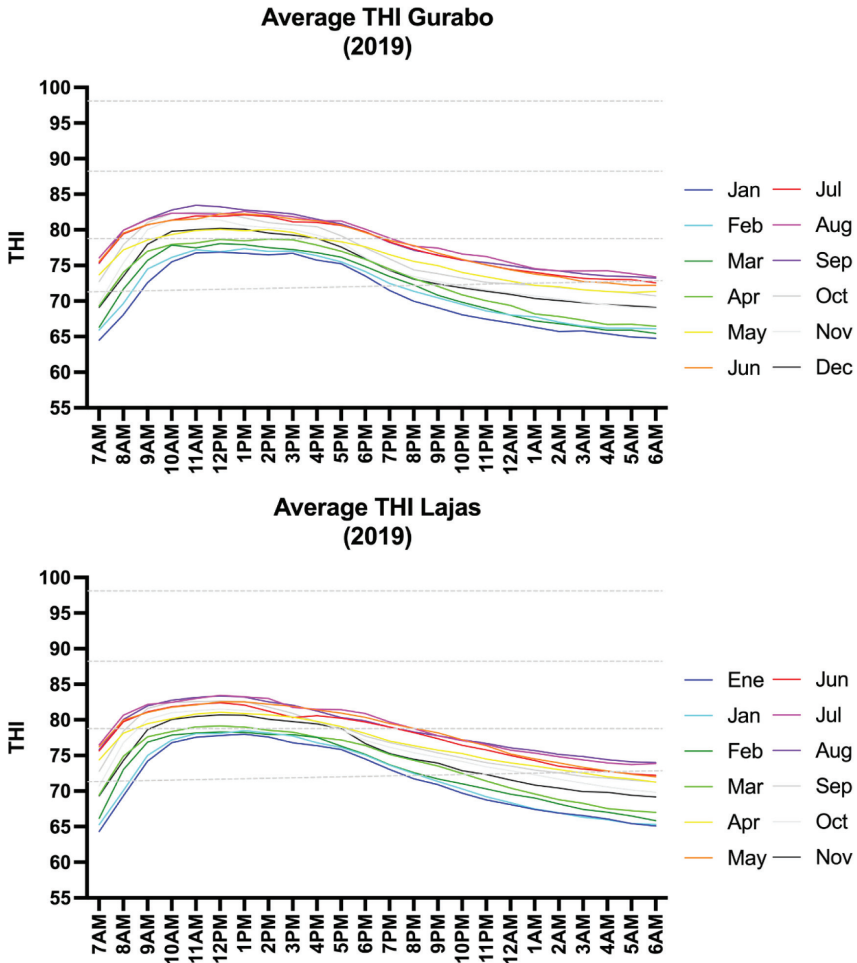 Average THI Gurabo
(2019)
100
95
90
85
80
75
70
65
60
55
THI
7AM
8AM
9AM
10AM
11AM
12PM
1PM
2PM
3PM
4PM
5PM
6PM
7PM
8PM
9PM
10PM
11PM
12AM
1AM
2AM
3AM
4AM
5AM
6AM
Jan
Feb
Mar
Apr
May
Jun
Jul
Aug
Sep
Oct
Nov
Dec
Average THI Lajas
(2019)
100
95
90
85
80
75
70
65
60
55
THI
7AM
8AM
9AM
10AM
11AM
12PM
1PM
2PM
3PM
4PM
5PM
6PM
7PM
8PM
9PM
10PM
11PM
12AM
1AM
2AM
3AM
4AM
5AM
6AM
Ene
Jan
Feb
Mar
Apr
May
Jun
Jul
Aug
Sep
Oct
Nov